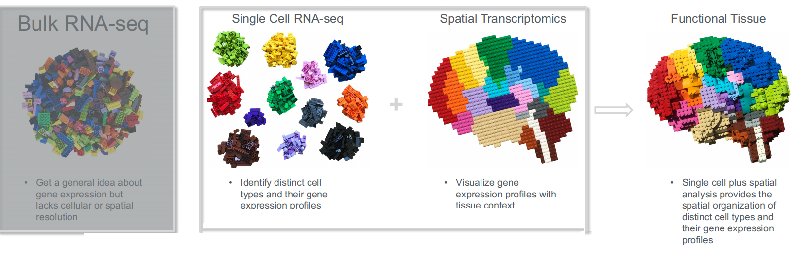 Bulk RNA-seq
• Get a general idea about
gene expression but
lacks cellular or spatial
resolution
Single Cell RNA-seq
• Identify distinct cell
types and their gene
expression profiles
+
Spatial Transcriptomics
• Visualize gene
expression profiles with
tissue context
Functional Tissue
• Single cell plus spatial
analysis provides the
spatial organization of
distinct cell types and
their gene expression
profiles